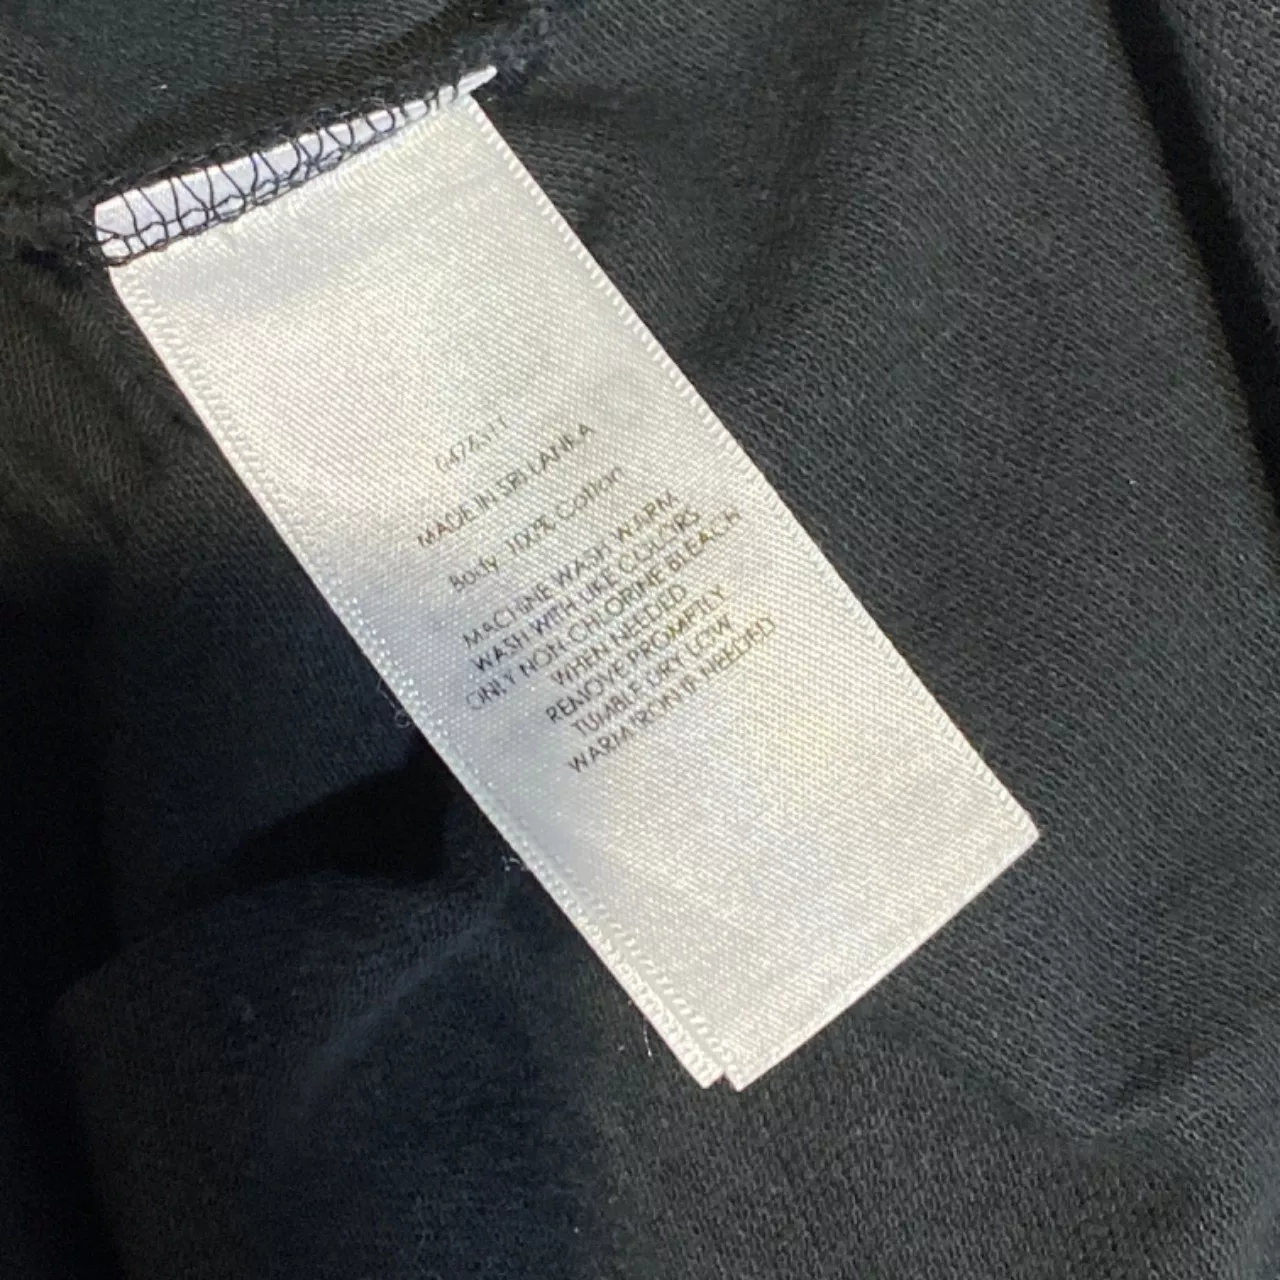 MADE IN SRI LANKA
Body 100% Cotton
MACHINE WASH WARM
WASH WITH LIKE COLORS
ONLY NON CHLORINE BLEACH
WHEN NEEDED
REMOVE PROMPTLY
TUMBLE DRY LOW
WARM IRON IF NEEDED